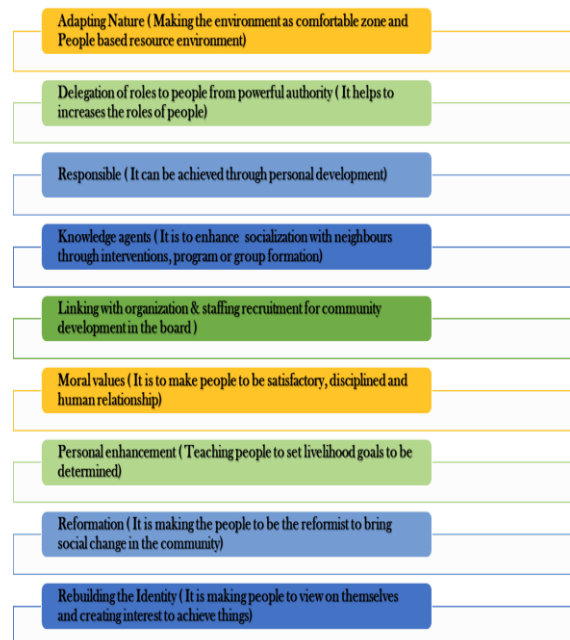 Adapting Nature ( Making the environment as comfortable zone and
People based resource environment)
Delegation of roles to people from powerful authority ( It helps to
increases the roles of people)
Responsible ( It can be achieved through personal development)
Knowledge agents ( It is to enhance socialization with neighbours
through interventions, program or group formation)
Linking with organization & staffing recruitment for community
development in the board )
Moral values ( It is to make people to be satisfactory, disciplined and
human relationship)
Personal enhancement ( Teaching people to set livelihood goals to be
determined)
Reformation ( It is making the people to be the reformist to bring
social change in the community)
Rebuilding the Identity ( It is making people to view on themselves
and creating interest to achieve things)